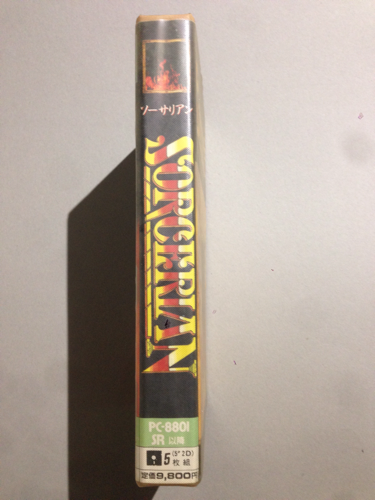 ソーサリアン
SORCERIAN
PC-8801
SR 以降
5(5"2D)枚組
定価9,800円